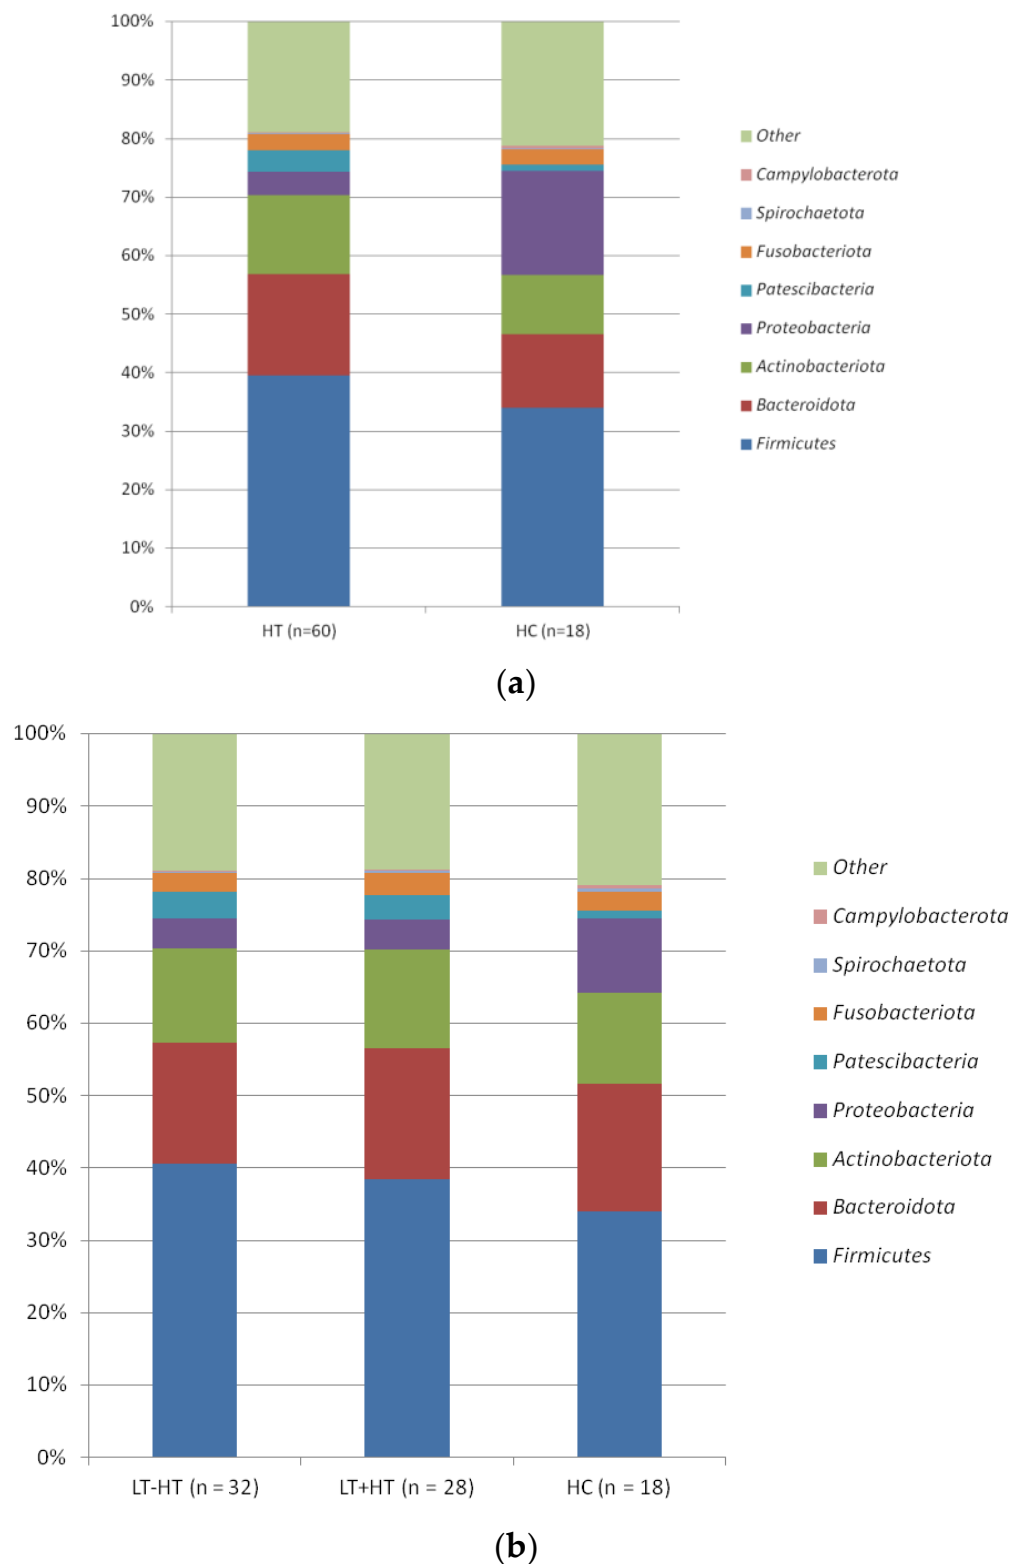 100%
90%
80%
70%
60%
50%
40%
30%
20%
10%
0%
HT (n=60)
HC (n=18)
Other
Campylobacterota
Spirochaetota
Fusobacteriota
Patescibacteria
Proteobacteria
Actinobacteriota
Bacteroidota
Firmicutes
(a)
100%
90%
80%
70%
60%
50%
40%
30%
20%
10%
0%
LT-HT (n = 32)
LT+HT (n = 28)
HC (n = 18)
Other
Campylobacterota
Spirochaetota
Fusobacteriota
Patescibacteria
Proteobacteria
Actinobacteriota
Bacteroidota
Firmicutes
(b)